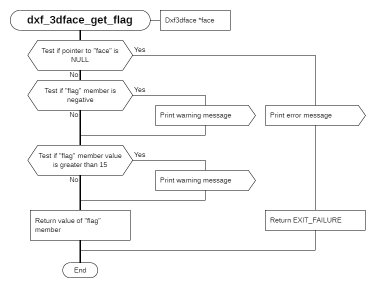 dxf_3dface_get_flag
Dxf3dface *face
Test if pointer to "face" is
NULL
Yes
No
Test if "flag" member is
negative
Yes
No
Print warning message
Print error message
Test if "flag" member value
is greater than 15
Yes
No
Print warning message
Return value of "flag"
member
Return EXIT_FAILURE
End